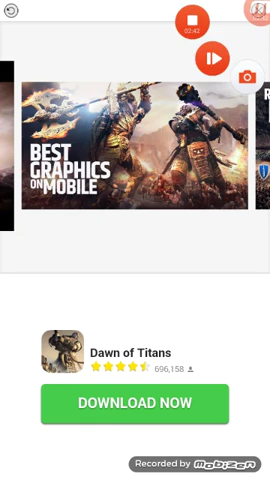 02:42
BEST
GRAPHICS
ON MOBILE
R
Dawn of Titans
696,158
DOWNLOAD NOW
Recorded by mobizen